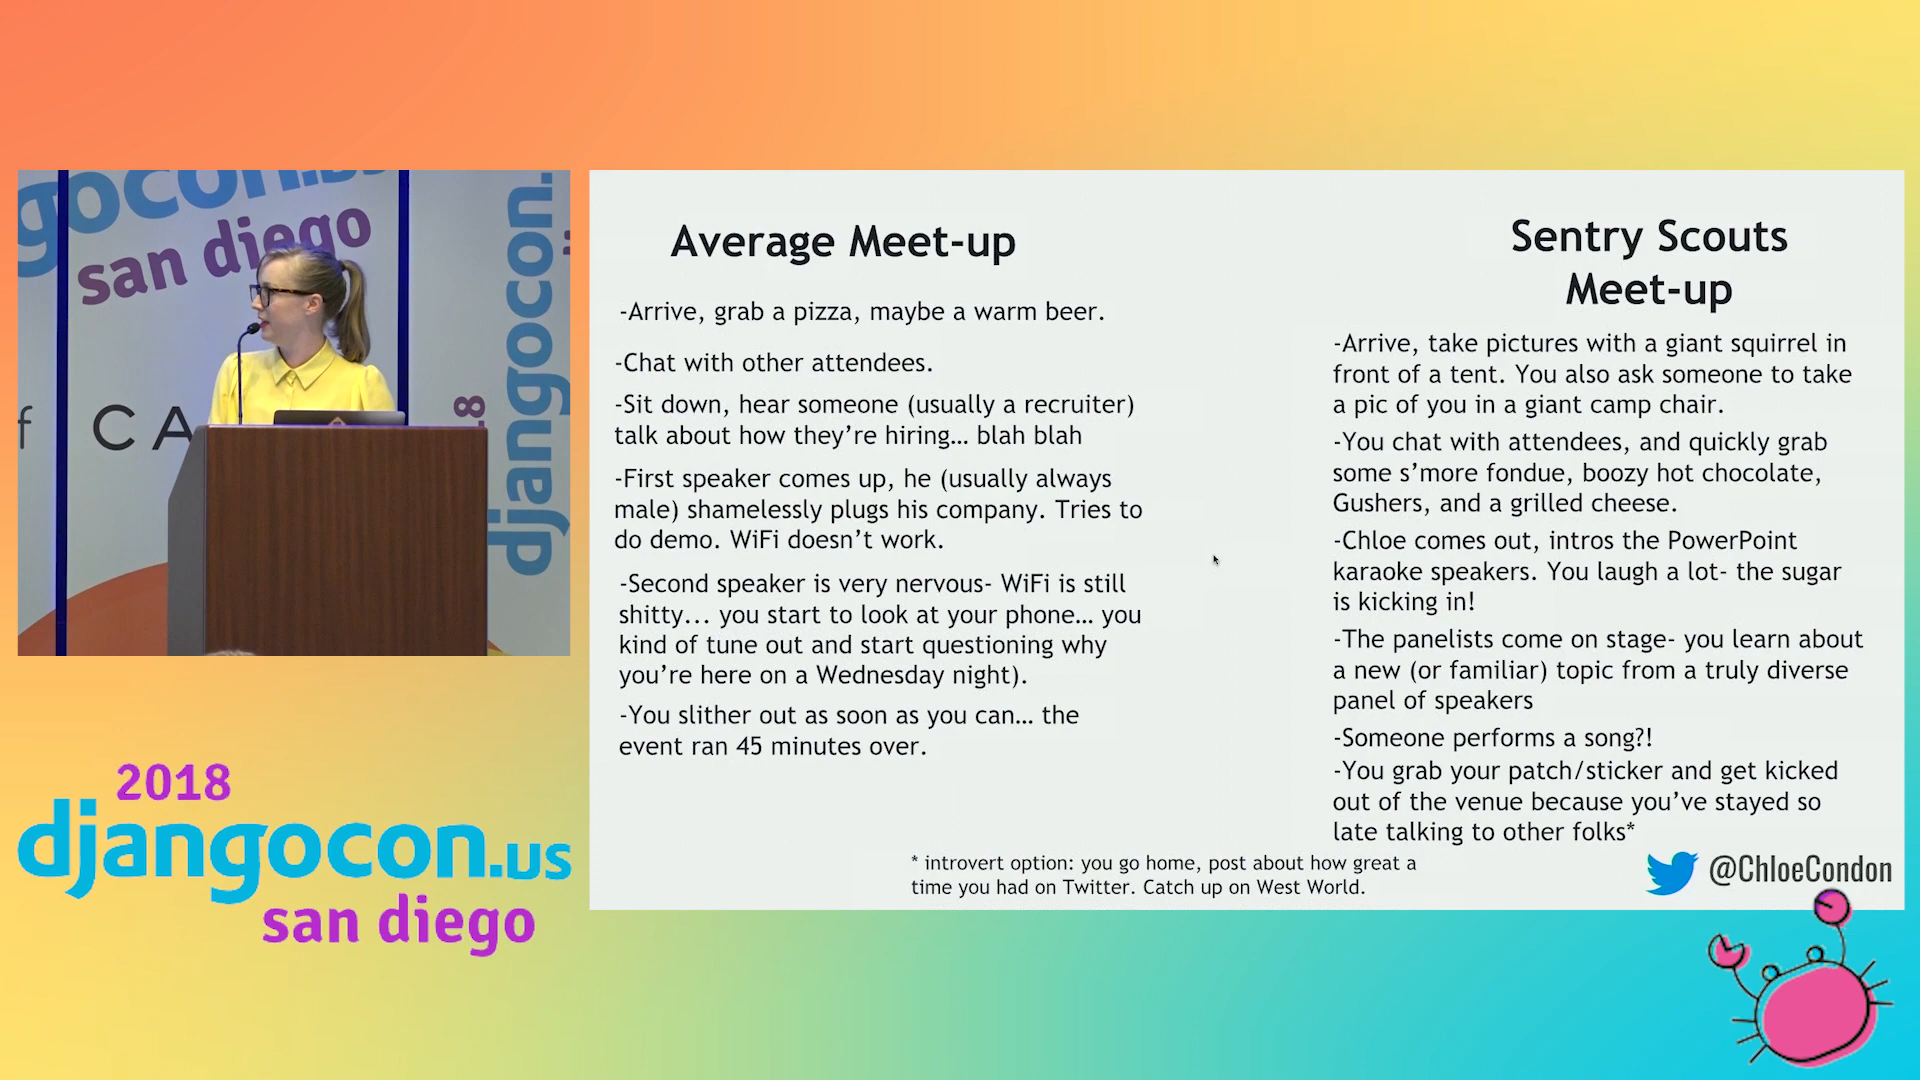 gocon.us
san diego
djangocon.
f CA
18
2018
djangocon.us
san diego
Average Meet-up
-Arrive, grab a pizza, maybe a warm beer.
-Chat with other attendees.
-Sit down, hear someone (usually a recruiter)
talk about how they’re hiring... blah blah
-First speaker comes up, he (usually always
male) shamelessly plugs his company. Tries to
do demo. WiFi doesn’t work.
-Second speaker is very nervous- WiFi is still
shitty... you start to look at your phone... you
kind of tune out and start questioning why
you’re here on a Wednesday night).
-You slither out as soon as you can... the
event ran 45 minutes over.
Sentry Scouts
Meet-up
-Arrive, take pictures with a giant squirrel in
front of a tent. You also ask someone to take
a pic of you in a giant camp chair.
-You chat with attendees, and quickly grab
some s’more fondue, boozy hot chocolate,
Gushers, and a grilled cheese.
-Chloe comes out, intros the PowerPoint
karaoke speakers. You laugh a lot- the sugar
is kicking in!
-The panelists come on stage- you learn about
a new (or familiar) topic from a truly diverse
panel of speakers
-Someone performs a song?!
-You grab your patch/sticker and get kicked
out of the venue because you’ve stayed so
late talking to other folks*
* introvert option: you go home, post about how great a
time you had on Twitter. Catch up on West World.
@ChloeCondon